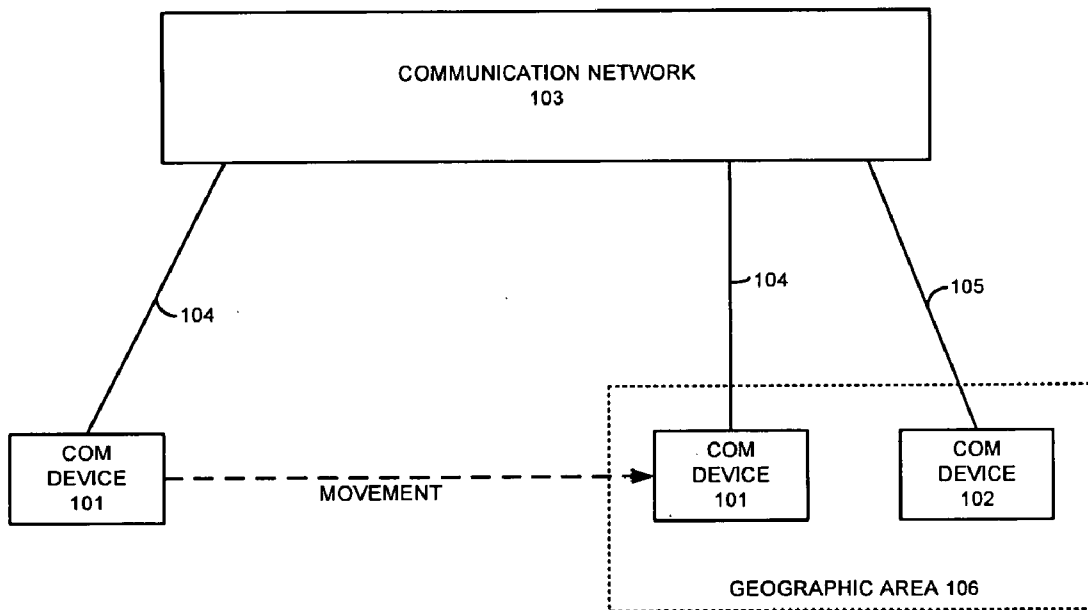 COMMUNICATION NETWORK
103
104
104
105
COM
DEVICE
101
MOVEMENT
COM
DEVICE
101
COM
DEVICE
102
GEOGRAPHIC AREA 106